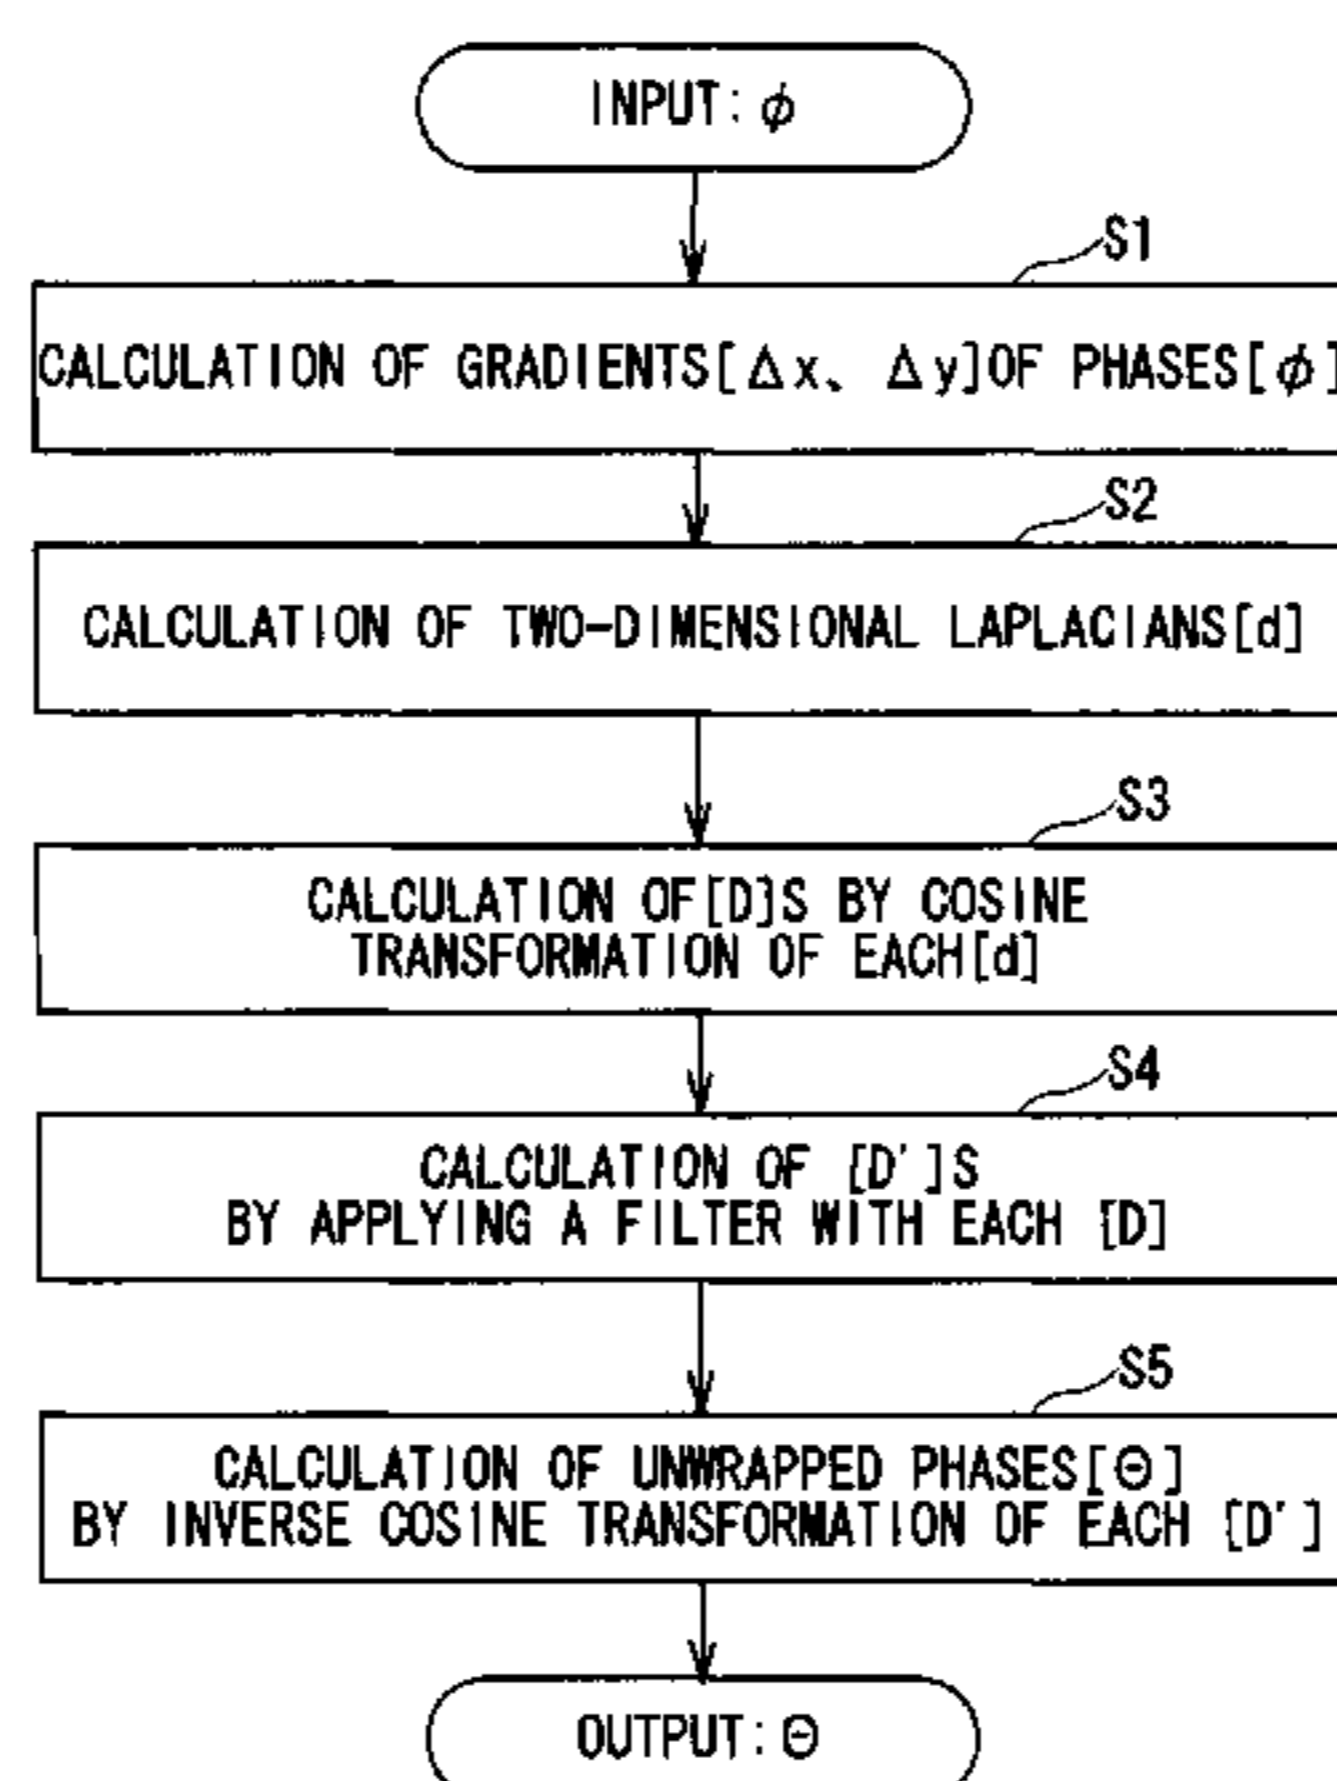 INPUT: ϕ
S1
CALCULATION OF GRADIENTS[Δx、Δy]OF PHASES[ϕ]
S2
CALCULATION OF TWO-DIMENSIONAL LAPLACIANS[d]
S3
CALCULATION OF[D]S BY COSINE
TRANSFORMATION OF EACH[d]
S4
CALCULATION OF [D']S
BY APPLYING A FILTER WITH EACH [D]
S5
CALCULATION OF UNWRAPPED PHASES[Θ]
BY INVERSE COSINE TRANSFORMATION OF EACH [D']
OUTPUT: Θ